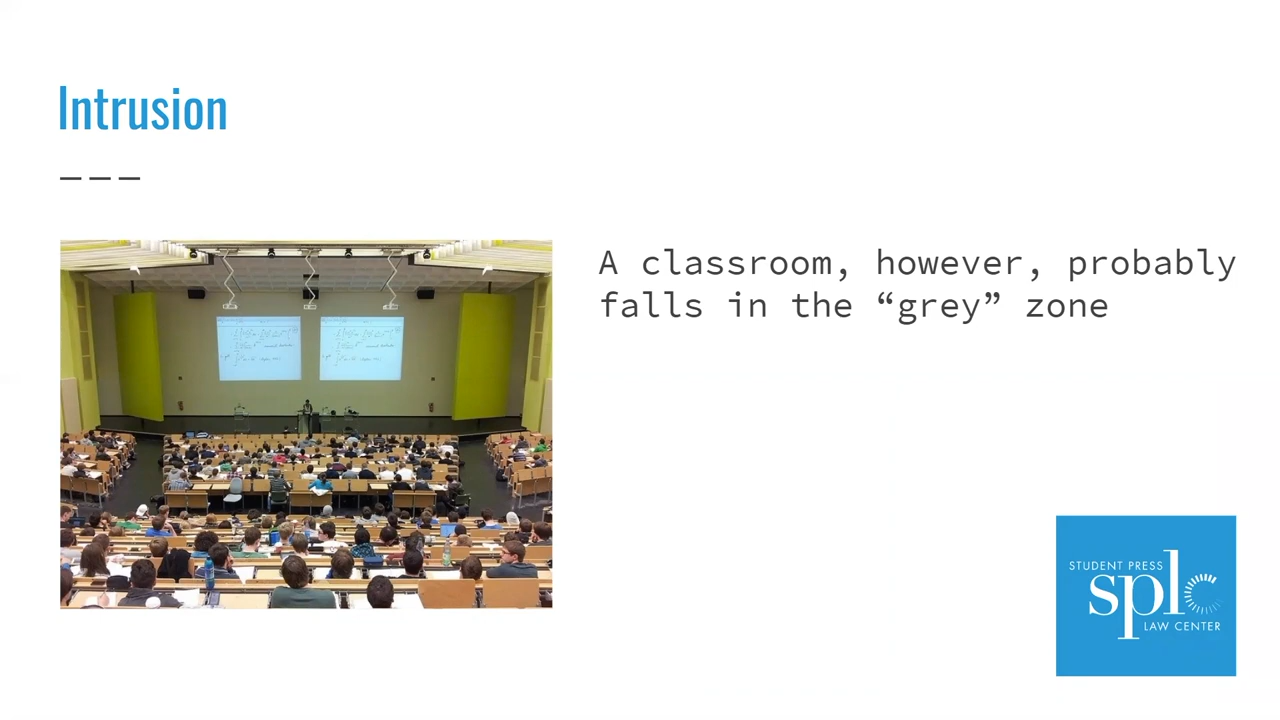 Intrusion
A classroom, however, probably
falls in the “grey” zone
STUDENT PRESS
splc
LAW CENTER